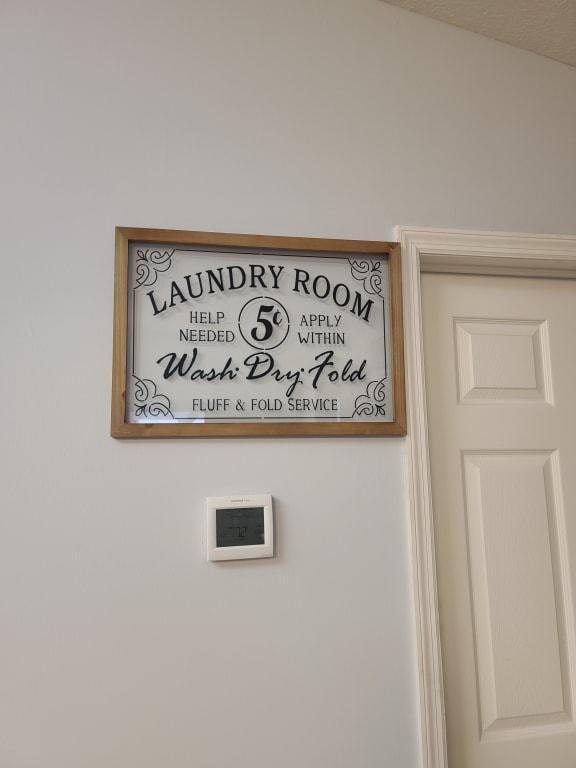 LAUNDRY ROOM
HELP NEEDED
5¢
APPLY WITHIN
Wash · Dry · Fold
FLUFF & FOLD SERVICE
72